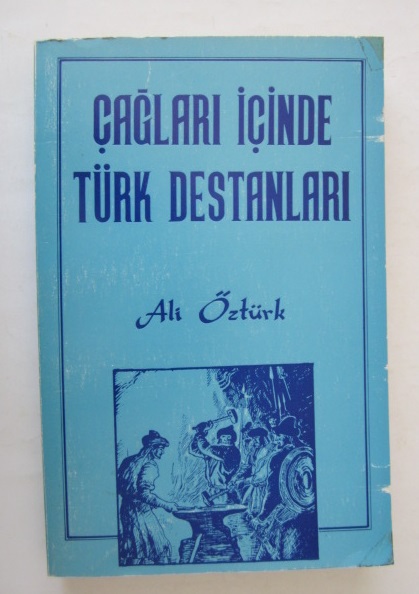 ÇAĞLARI İÇİNDE
TÜRK DESTANLARI
Ali Öztürk